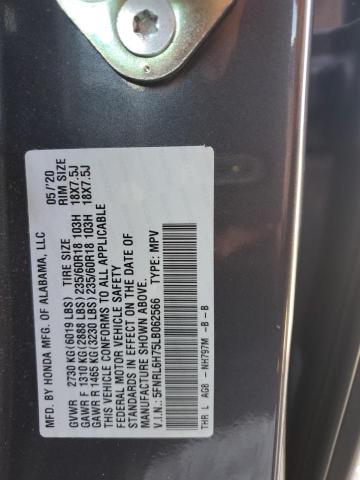 MFD. BY HONDA MFG. OF ALABAMA, LLC 05/'20
TIRE SIZE RIM SIZE
GVWR 2730 KG(6019 LBS)
GAWR F 1310 KG(2888 LBS) 235/60R18 103H 18X7.5J
GAWR R 1465 KG(3230 LBS) 235/60R18 103H 18X7.5J
THIS VEHICLE CONFORMS TO ALL APPLICABLE
FEDERAL MOTOR VEHICLE SAFETY
STANDARDS IN EFFECT ON THE DATE OF
MANUFACTURE SHOWN ABOVE.
V.I.N.: 5FNRL6H75LB062566 TYPE: MPV
THR L AGB - NH797M -B -B